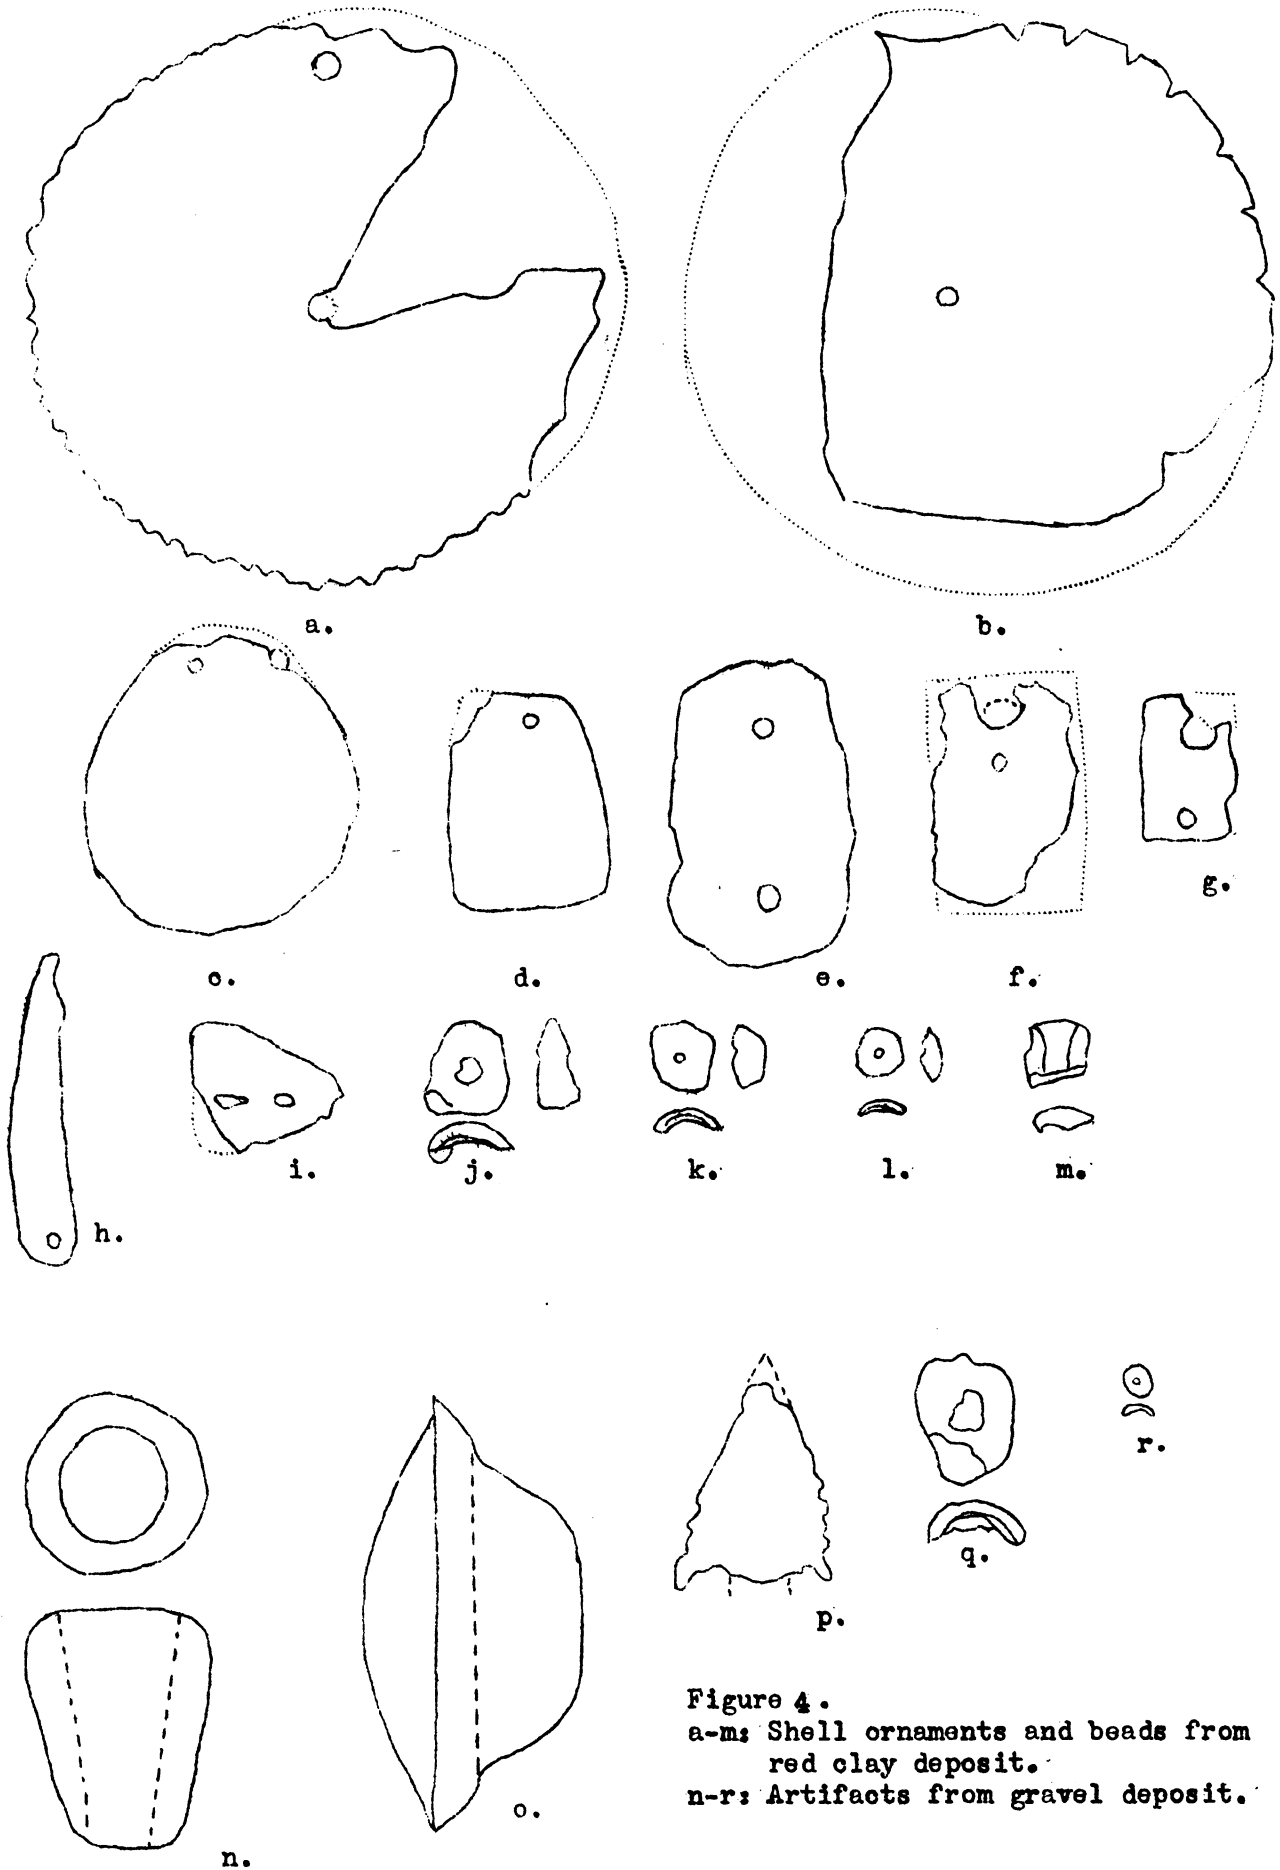 a.
b.
c.
d.
e.
f.
g.
h.
i.
j.
k.
l.
m.
n.
o.
p.
q.
r.
Figure 4.
a-m: Shell ornaments and beads from
red clay deposit.
n-r: Artifacts from gravel deposit.